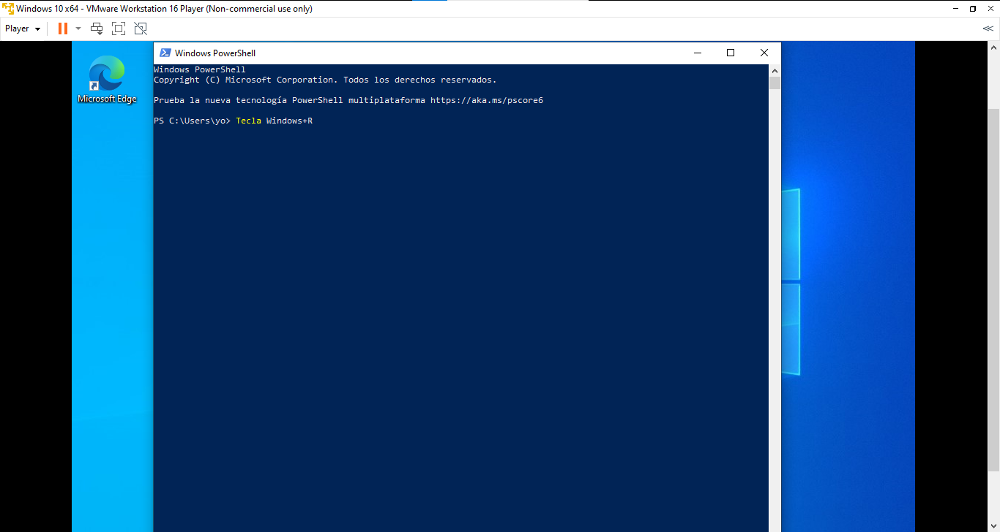 Windows 10 x64 - VMware Workstation 16 Player (Non-commercial use only)
Player
Microsoft Edge
Windows PowerShell
Windows PowerShell
Copyright (C) Microsoft Corporation. Todos los derechos reservados.
Prueba la nueva tecnología PowerShell multiplataforma https://aka.ms/pscore6
PS C:\Users\yo> Tecla Windows+R